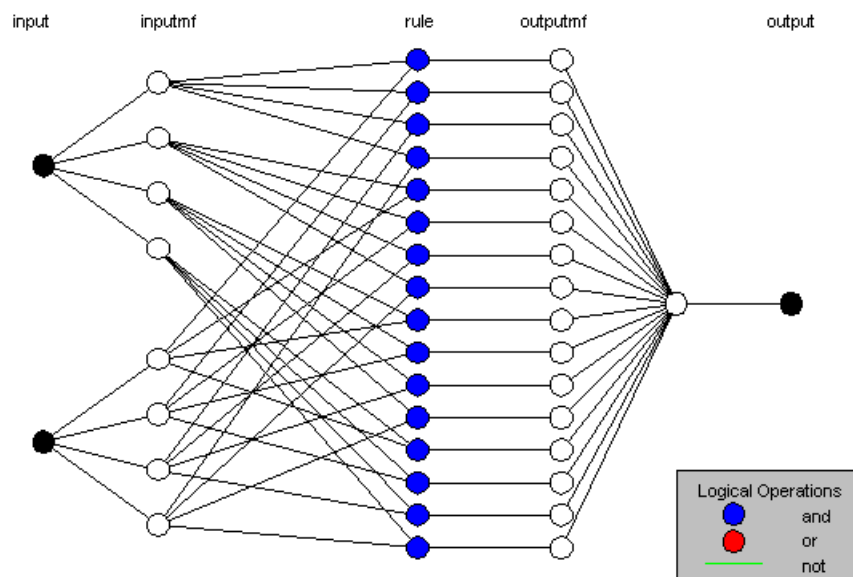 input inputmf rule outputmf output
Logical Operations
and
or
not